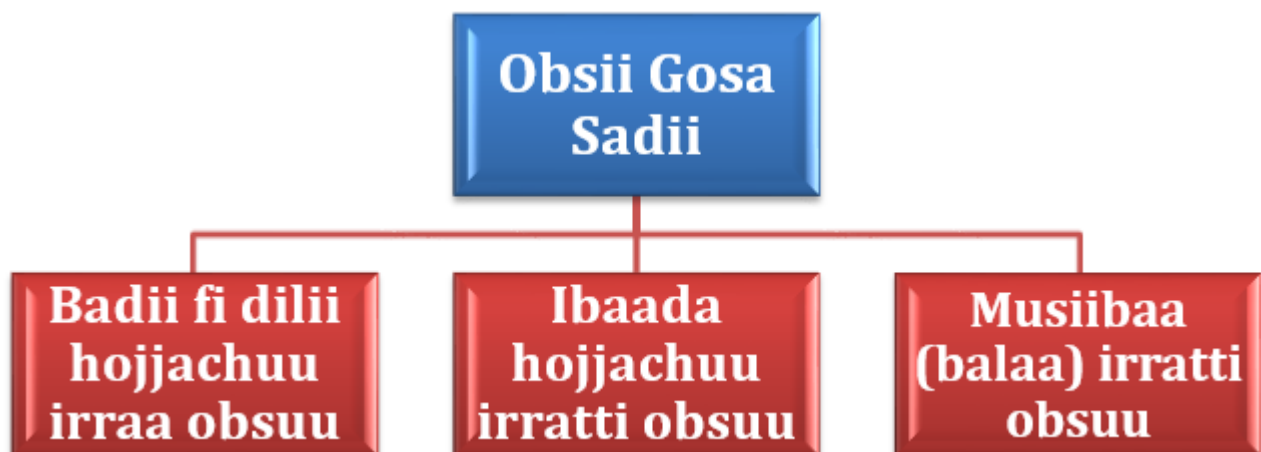 Obsii Gosa
Sadii
Badii fi dilii
hojjachuu
irraa obsuu
Ibaada
hojjachuu
irratti obsuu
Musiibaa
(balaa) irratti
obsuu